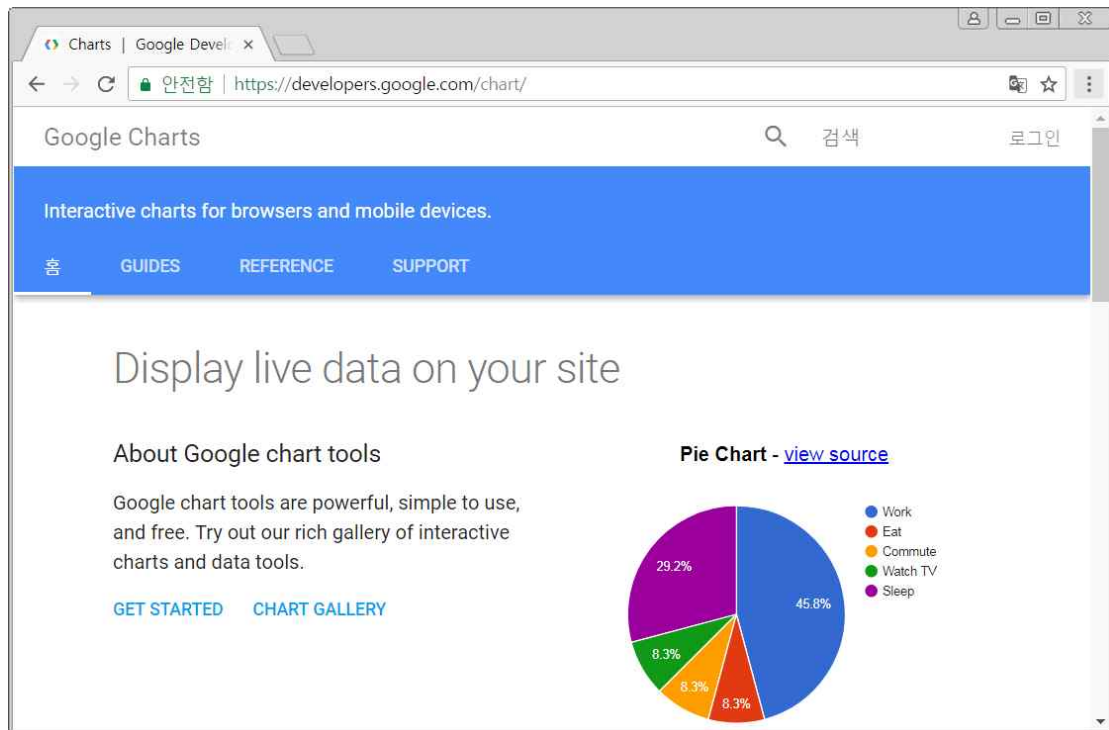 Charts | Google Devel
안전함 | https://developers.google.com/chart/
Google Charts
검색
로그인
Interactive charts for browsers and mobile devices.
홈
GUIDES
REFERENCE
SUPPORT
Display live data on your site
About Google chart tools
Google chart tools are powerful, simple to use,
and free. Try out our rich gallery of interactive
charts and data tools.
GET STARTED
CHART GALLERY
Pie Chart - view source
29.2%
45.8%
8.3%
8.3%
8.3%
Work
Eat
Commute
Watch TV
Sleep